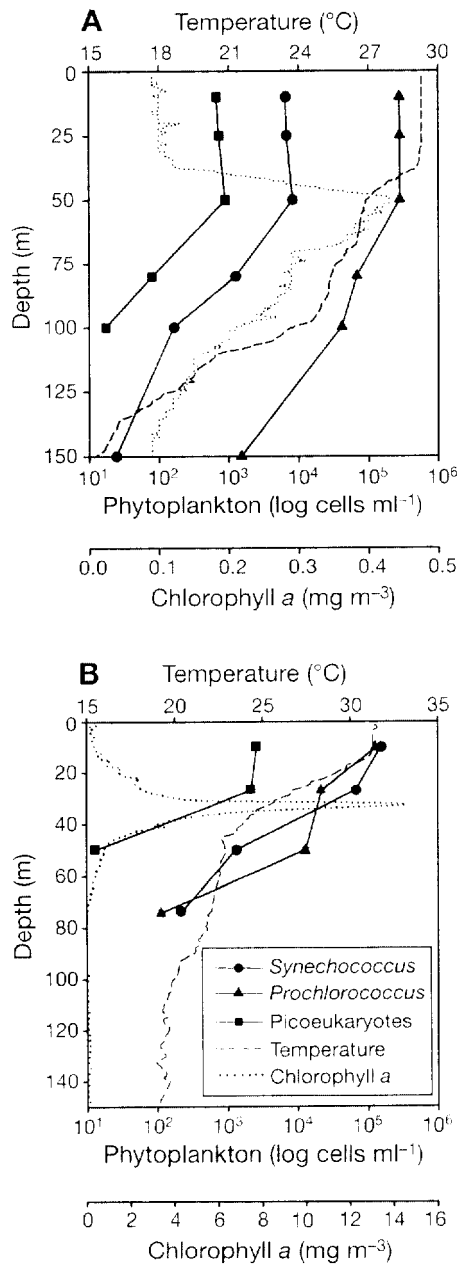 A Temperature (°C)
15 18 21 24 27 29
0
25
50
75
100
125
150
Depth (m)
10¹ 10² 10³ 10⁴ 10⁵ 10⁶
Phytoplankton (log cells ml⁻¹)
0.0 0.1 0.2 0.3 0.4 0.5
Chlorophyll a (mg m⁻³)
B Temperature (°C)
15 20 25 30 35
0
20
40
60
80
100
120
140
Depth (m)
Synechococcus
Prochlorococcus
Picoeukaryotes
Temperature
Chlorophyll a
10¹ 10² 10³ 10⁴ 10⁵ 10⁶
Phytoplankton (log cells ml⁻¹)
0 2 4 6 8 10 12 14 16
Chlorophyll a (mg m⁻³)